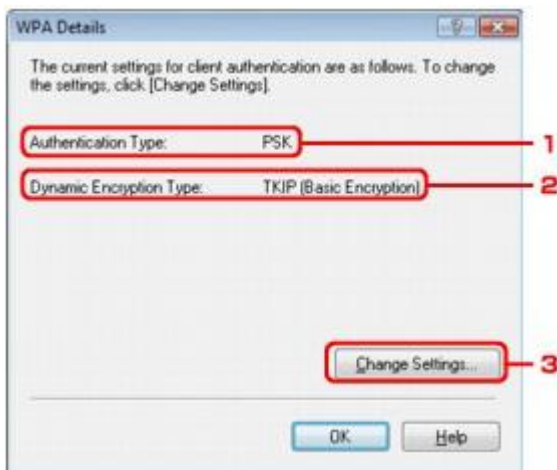 WPA Details
The current settings for client authentication are as follows. To change
the settings, click [Change Settings].
Authentication Type: PSK
1
Dynamic Encryption Type: TKIP (Basic Encryption)
2
Change Settings...
3
OK Help